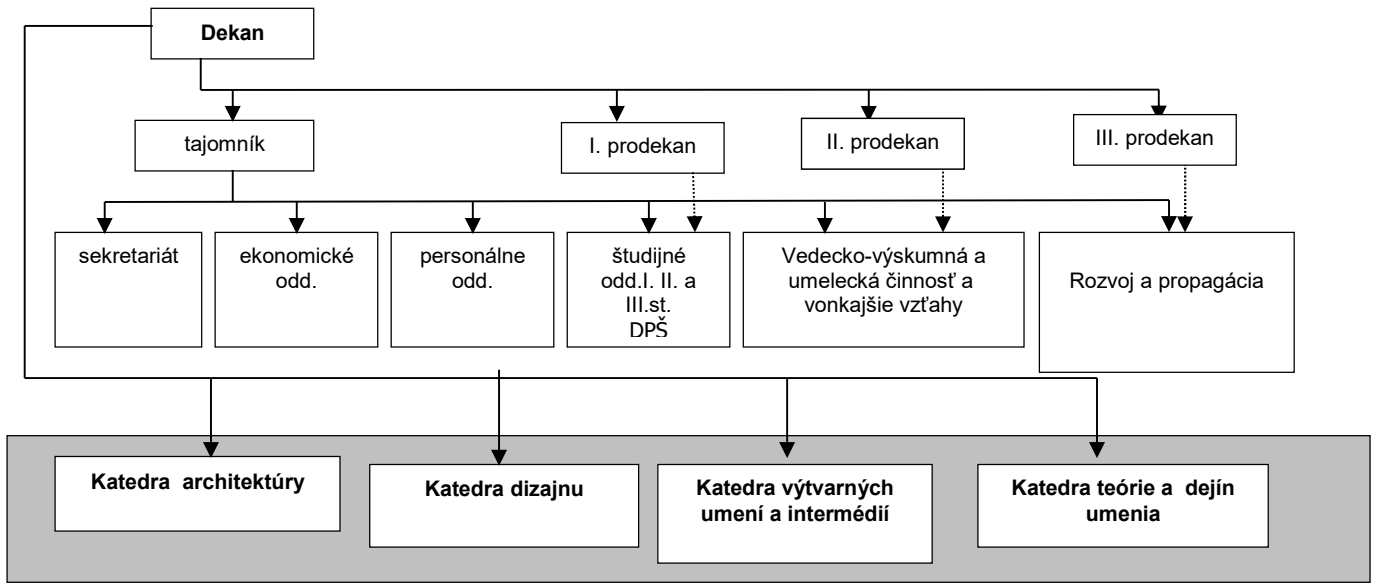 Dekan
tajomník
I. prodekan
II. prodekan
III. prodekan
sekretariát
ekonomické
odd.
personálne
odd.
študijné
odd.I. II. a
III.st.
DPŠ
Vedecko-výskumná a
umelecká činnosť a
vonkajšie vzťahy
Rozvoj a propagácia
Katedra architektúry
Katedra dizajnu
Katedra výtvarných
umení a intermédií
Katedra teórie a dejín
umenia